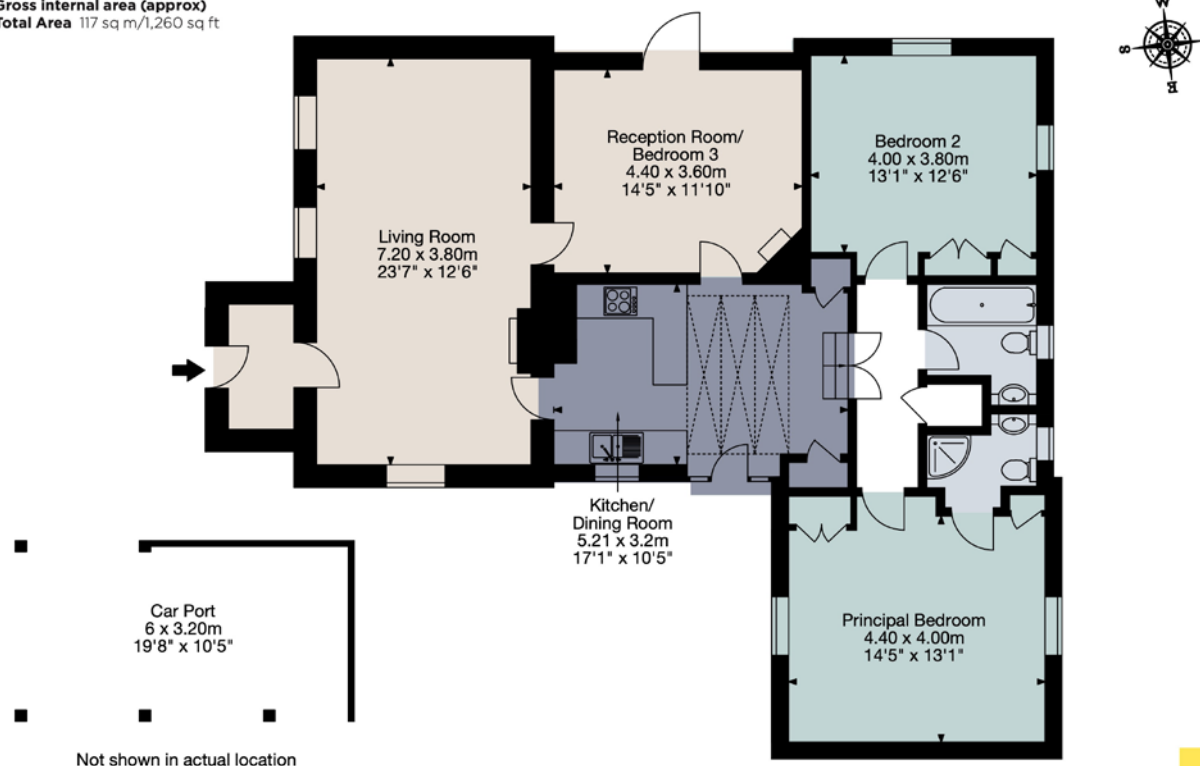 Gross internal area (approx)
Total Area 117 sq m/1,260 sq ft
W
S
E
Reception Room/
Bedroom 3
4.40 x 3.60m
14'5" x 11'10"
Bedroom 2
4.00 x 3.80m
13'1" x 12'6"
Living Room
7.20 x 3.80m
23'7" x 12'6"
Kitchen/
Dining Room
5.21 x 3.2m
17'1" x 10'5"
Car Port
6 x 3.20m
19'8" x 10'5"
Principal Bedroom
4.40 x 4.00m
14'5" x 13'1"
Not shown in actual location